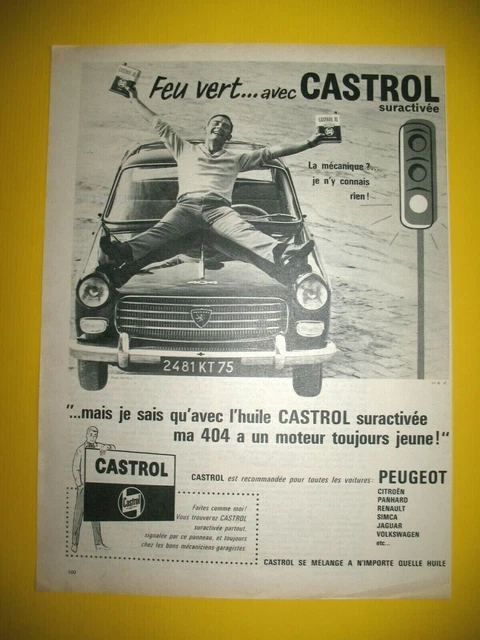 Feu vert... avec CASTROL
suractivée
CASTROL
La mécanique?...
je n'y connais
rien!
404
2481 KT 75
"...mais je sais qu'avec l'huile CASTROL suractivée
ma 404 a un moteur toujours jeune!"
CASTROL
Castrol
CASTROL est recommandée pour toutes les voitures: PEUGEOT
CITROËN
PANHARD
RENAULT
SIMCA
JAGUAR
VOLKSWAGEN
etc...
Faites comme moi!
Vous trouverez CASTROL
suractivée partout,
signalée par ce panneau, et toujours
chez les bons mécaniciens-garagistes.
CASTROL SE MÉLANGE A N'IMPORTE QUELLE HUILE